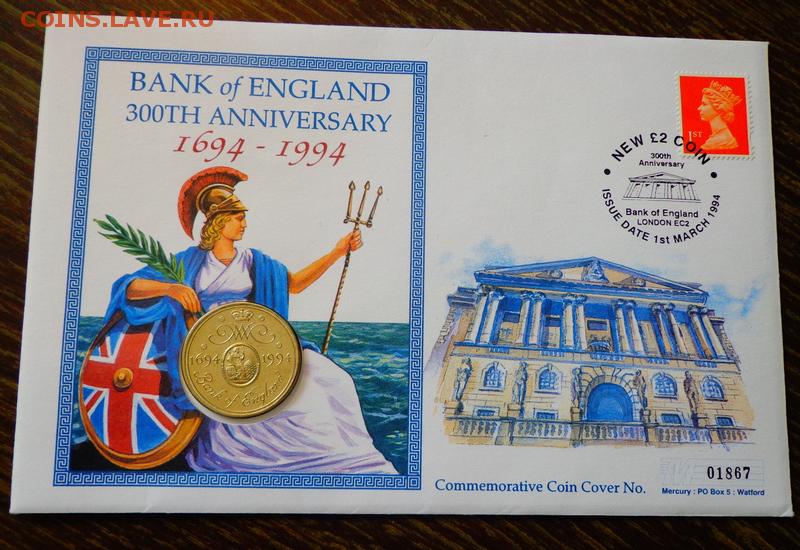 COINS.LAVE.RU
BANK of ENGLAND
300TH ANNIVERSARY
1694 - 1994
1694 1994
Bank of England
1ST
NEW £2 COIN
300th
Anniversary
Bank of England
LONDON EC2
ISSUE DATE 1st MARCH 1994
Commemorative Coin Cover No. 01867
Mercury : PO Box 5 : Watford